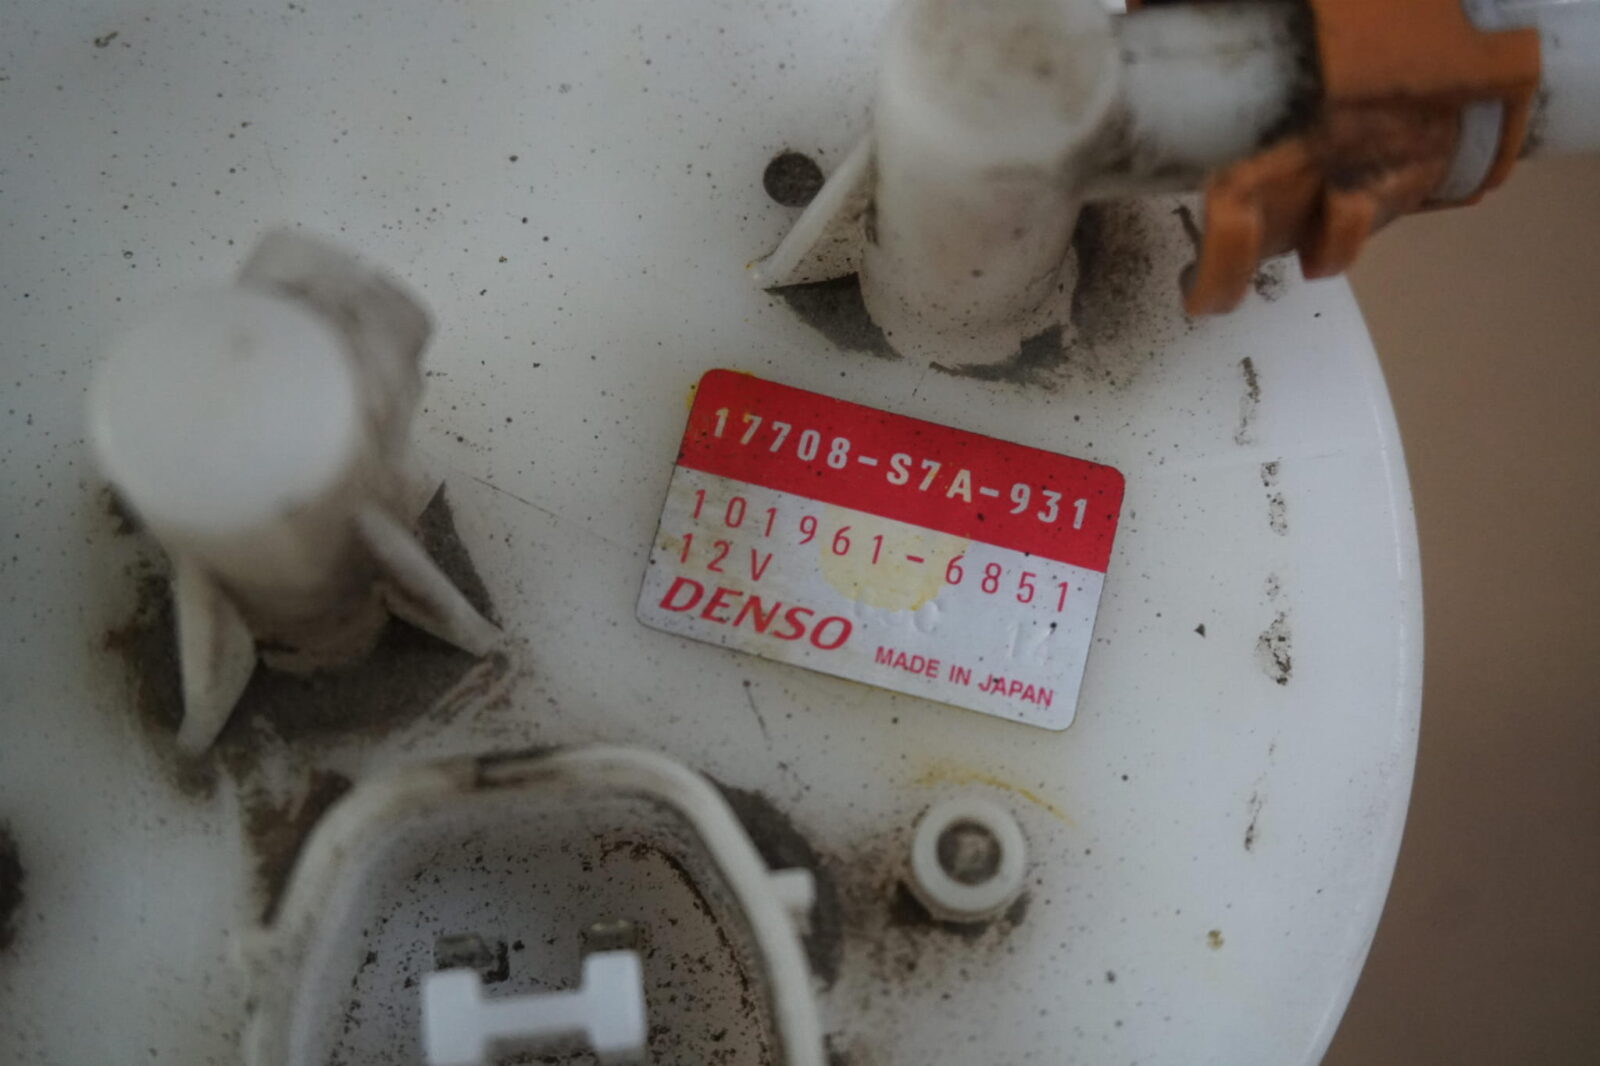 17708-S7A-931
101961-6851
12V
DENSO
MADE IN JAPAN